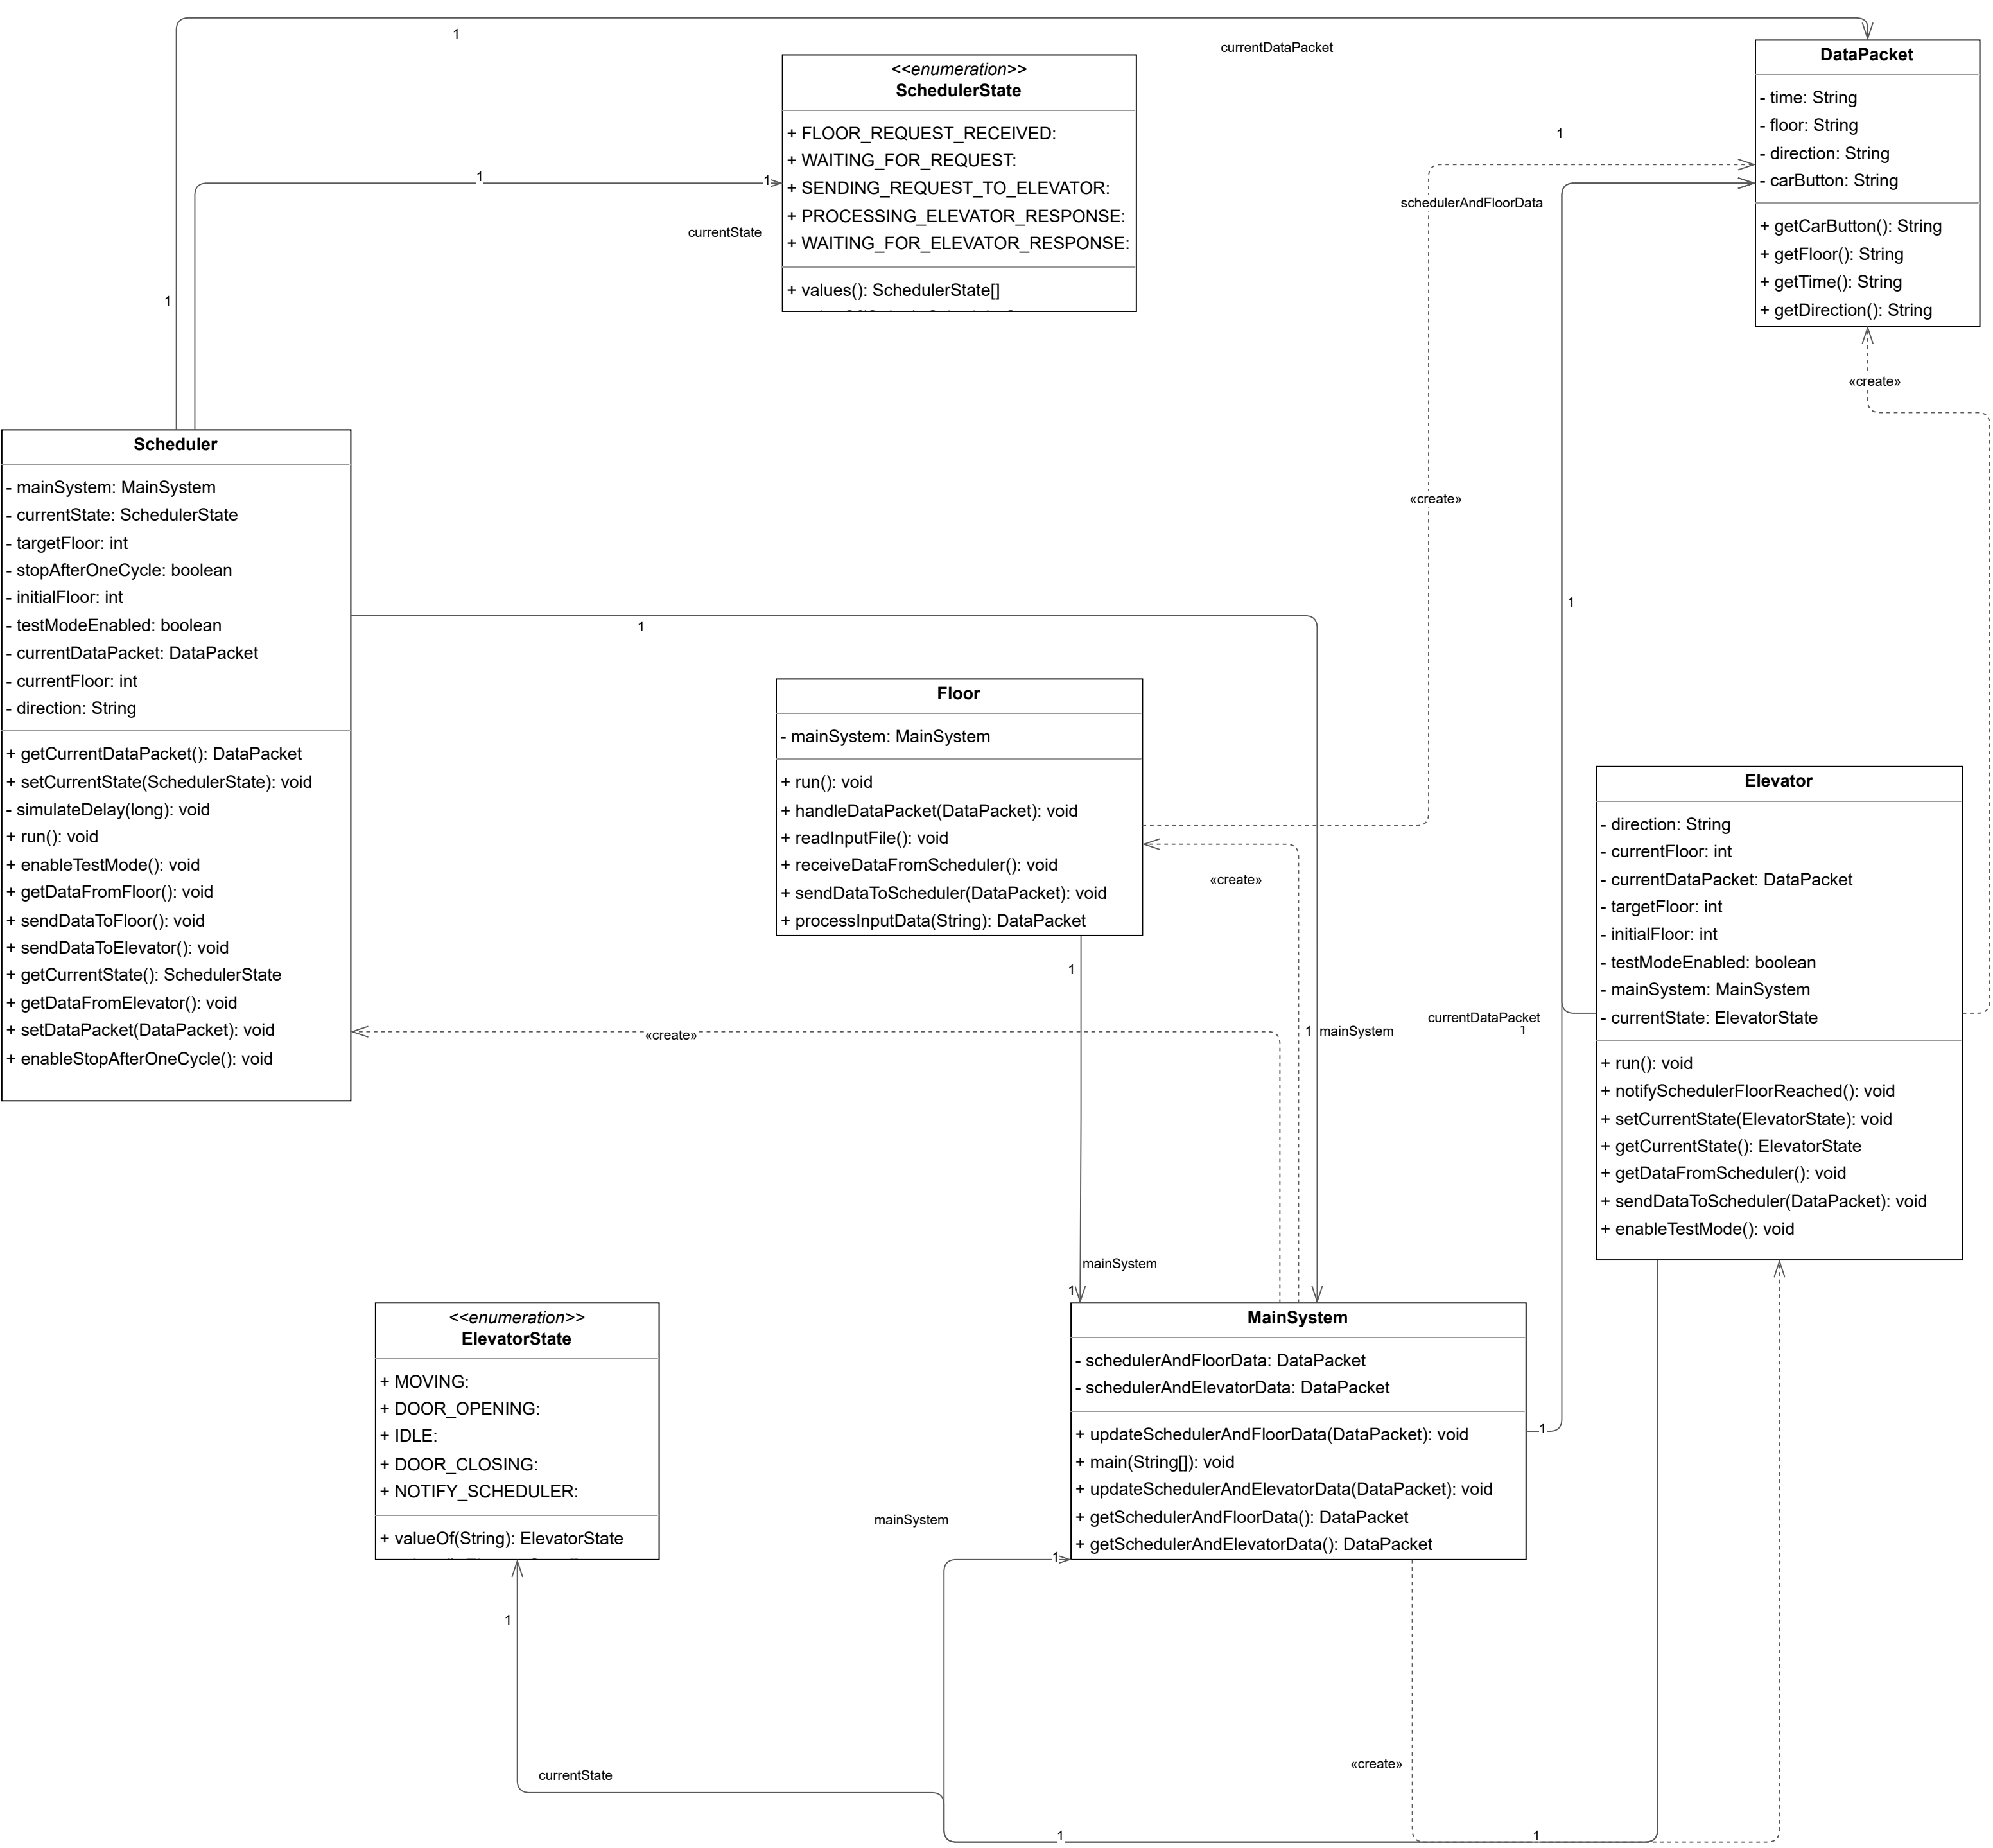 1
currentDataPacket
<<enumeration>>
SchedulerState
+ FLOOR_REQUEST_RECEIVED:
+ WAITING_FOR_REQUEST:
+ SENDING_REQUEST_TO_ELEVATOR:
+ PROCESSING_ELEVATOR_RESPONSE:
+ WAITING_FOR_ELEVATOR_RESPONSE:
+ values(): SchedulerState[]
DataPacket
- time: String
- floor: String
- direction: String
- carButton: String
+ getCarButton(): String
+ getFloor(): String
+ getTime(): String
+ getDirection(): String
1
1
1
currentState
1
schedulerAndFloorData
1
«create»
Scheduler
- mainSystem: MainSystem
- currentState: SchedulerState
- targetFloor: int
- stopAfterOneCycle: boolean
- initialFloor: int
- testModeEnabled: boolean
- currentDataPacket: DataPacket
- currentFloor: int
- direction: String
+ getCurrentDataPacket(): DataPacket
+ setCurrentState(SchedulerState): void
- simulateDelay(long): void
+ run(): void
+ enableTestMode(): void
+ getDataFromFloor(): void
+ sendDataToFloor(): void
+ sendDataToElevator(): void
+ getCurrentState(): SchedulerState
+ getDataFromElevator(): void
+ setDataPacket(DataPacket): void
+ enableStopAfterOneCycle(): void
«create»
1
1
Floor
- mainSystem: MainSystem
+ run(): void
+ handleDataPacket(DataPacket): void
+ readInputFile(): void
+ receiveDataFromScheduler(): void
+ sendDataToScheduler(DataPacket): void
+ processInputData(String): DataPacket
Elevator
- direction: String
- currentFloor: int
- currentDataPacket: DataPacket
- targetFloor: int
- initialFloor: int
- testModeEnabled: boolean
- mainSystem: MainSystem
- currentState: ElevatorState
+ run(): void
+ notifySchedulerFloorReached(): void
+ setCurrentState(ElevatorState): void
+ getCurrentState(): ElevatorState
+ getDataFromScheduler(): void
+ sendDataToScheduler(DataPacket): void
+ enableTestMode(): void
«create»
1
«create»
1 mainSystem
currentDataPacket
1
mainSystem
1
<<enumeration>>
ElevatorState
+ MOVING:
+ DOOR_OPENING:
+ IDLE:
+ DOOR_CLOSING:
+ NOTIFY_SCHEDULER:
+ valueOf(String): ElevatorState
MainSystem
- schedulerAndFloorData: DataPacket
- schedulerAndElevatorData: DataPacket
+ updateSchedulerAndFloorData(DataPacket): void
+ main(String[]): void
+ updateSchedulerAndElevatorData(DataPacket): void
+ getSchedulerAndFloorData(): DataPacket
+ getSchedulerAndElevatorData(): DataPacket
1
mainSystem
1
1
currentState
«create»
1
1